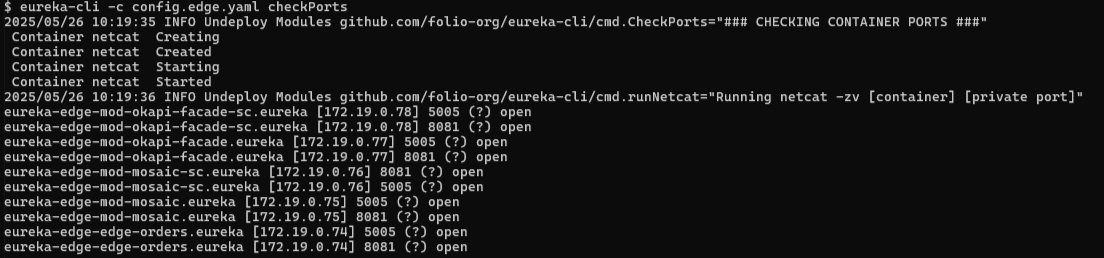 $ eureka-cli -c config.edge.yaml checkPorts
2025/05/26 10:19:35 INFO Undeploy Modules github.com/folio-org/eureka-cli/cmd.CheckPorts="### CHECKING CONTAINER PORTS ###"
Container netcat  Creating
Container netcat  Created
Container netcat  Starting
Container netcat  Started
2025/05/26 10:19:36 INFO Undeploy Modules github.com/folio-org/eureka-cli/cmd.runNetcat="Running netcat -zv [container] [private port]"
eureka-edge-mod-okapi-facade-sc.eureka [172.19.0.78] 5005 (?) open
eureka-edge-mod-okapi-facade-sc.eureka [172.19.0.78] 8081 (?) open
eureka-edge-mod-okapi-facade.eureka [172.19.0.77] 5005 (?) open
eureka-edge-mod-okapi-facade.eureka [172.19.0.77] 8081 (?) open
eureka-edge-mod-mosaic-sc.eureka [172.19.0.76] 8081 (?) open
eureka-edge-mod-mosaic-sc.eureka [172.19.0.76] 5005 (?) open
eureka-edge-mod-mosaic.eureka [172.19.0.75] 5005 (?) open
eureka-edge-mod-mosaic.eureka [172.19.0.75] 8081 (?) open
eureka-edge-edge-orders.eureka [172.19.0.74] 5005 (?) open
eureka-edge-edge-orders.eureka [172.19.0.74] 8081 (?) open